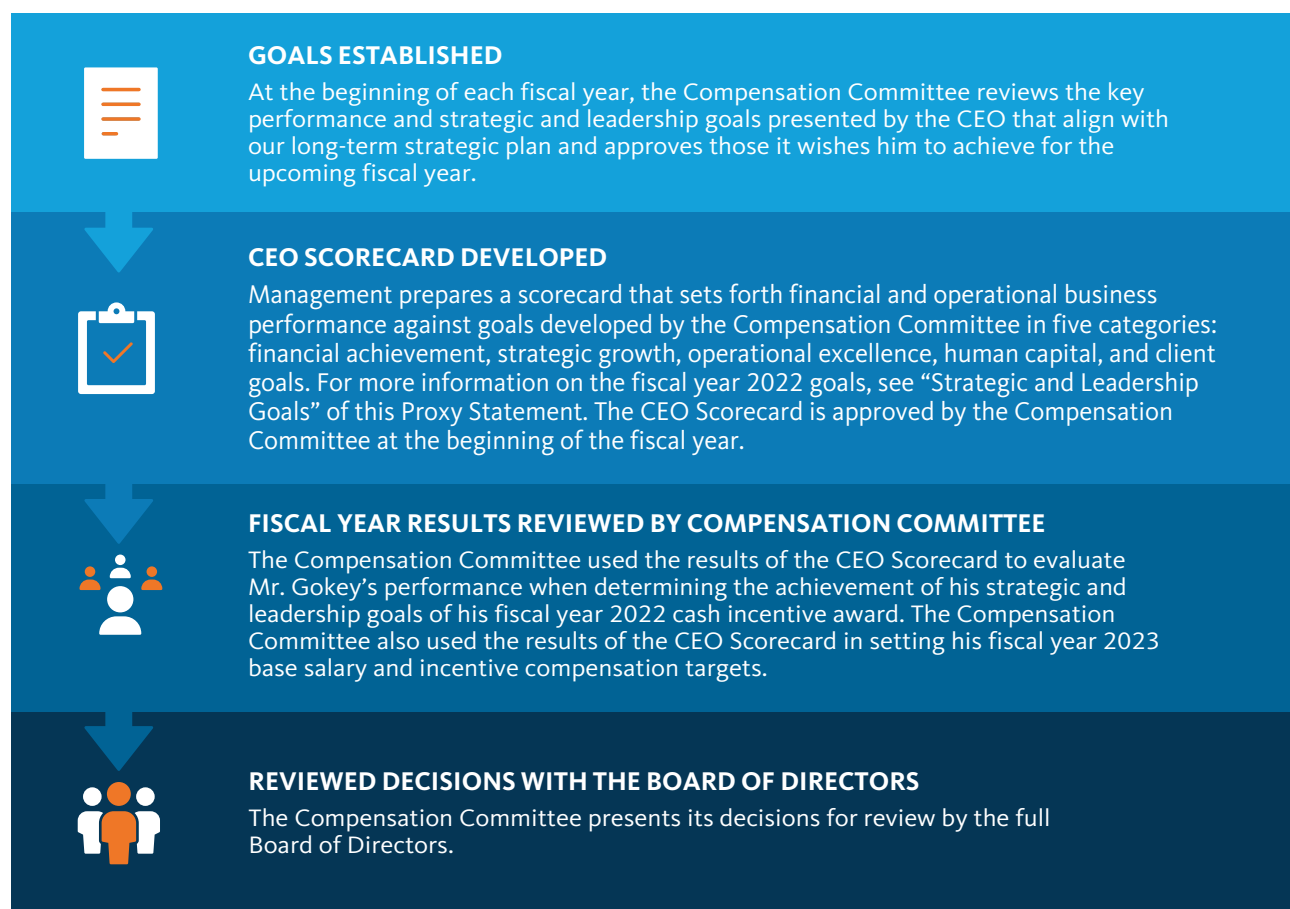 GOALS ESTABLISHED
At the beginning of each fiscal year, the Compensation Committee reviews the key
performance and strategic and leadership goals presented by the CEO that align with
our long-term strategic plan and approves those it wishes him to achieve for the
upcoming fiscal year.
CEO SCORECARD DEVELOPED
Management prepares a scorecard that sets forth financial and operational business
performance against goals developed by the Compensation Committee in five categories:
financial achievement, strategic growth, operational excellence, human capital, and client
goals. For more information on the fiscal year 2022 goals, see “Strategic and Leadership
Goals” of this Proxy Statement. The CEO Scorecard is approved by the Compensation
Committee at the beginning of the fiscal year.
FISCAL YEAR RESULTS REVIEWED BY COMPENSATION COMMITTEE
The Compensation Committee used the results of the CEO Scorecard to evaluate
Mr. Gokey’s performance when determining the achievement of his strategic and
leadership goals of his fiscal year 2022 cash incentive award. The Compensation
Committee also used the results of the CEO Scorecard in setting his fiscal year 2023
base salary and incentive compensation targets.
REVIEWED DECISIONS WITH THE BOARD OF DIRECTORS
The Compensation Committee presents its decisions for review by the full
Board of Directors.